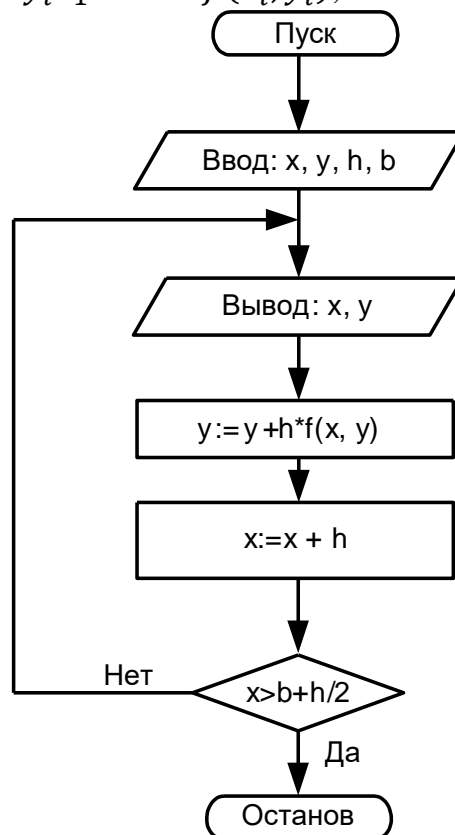 Пуск
Ввод: x, y, h, b
Вывод: x, y
y:=y+h*f(x, y)
x:=x + h
x>b+h/2
Нет
Да
Останов